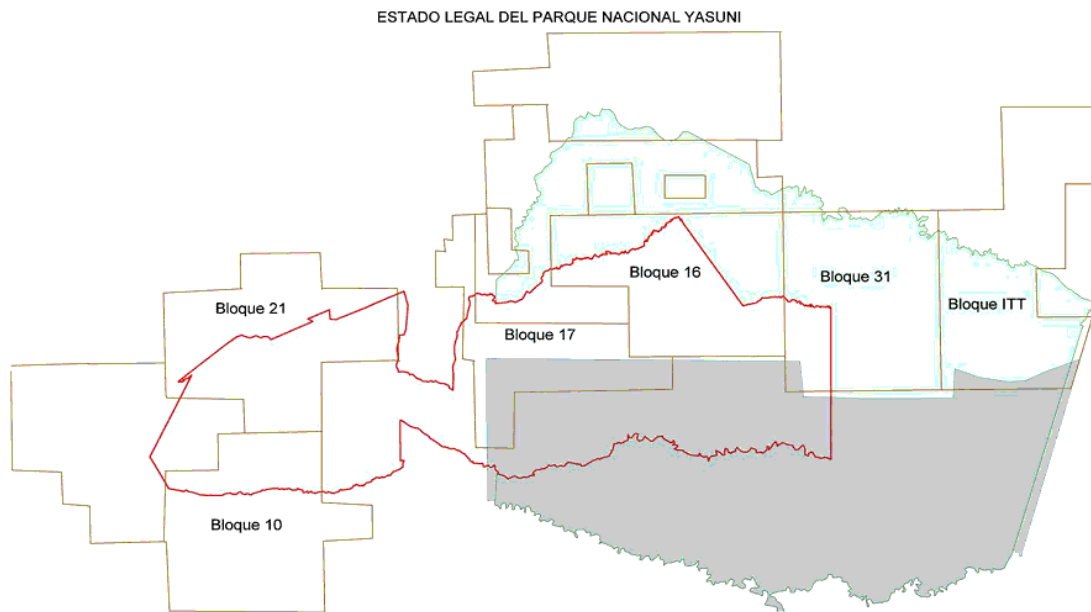 ESTADO LEGAL DEL PARQUE NACIONAL YASUNI
Bloque 16
Bloque 31
Bloque ITT
Bloque 21
Bloque 17
Bloque 10